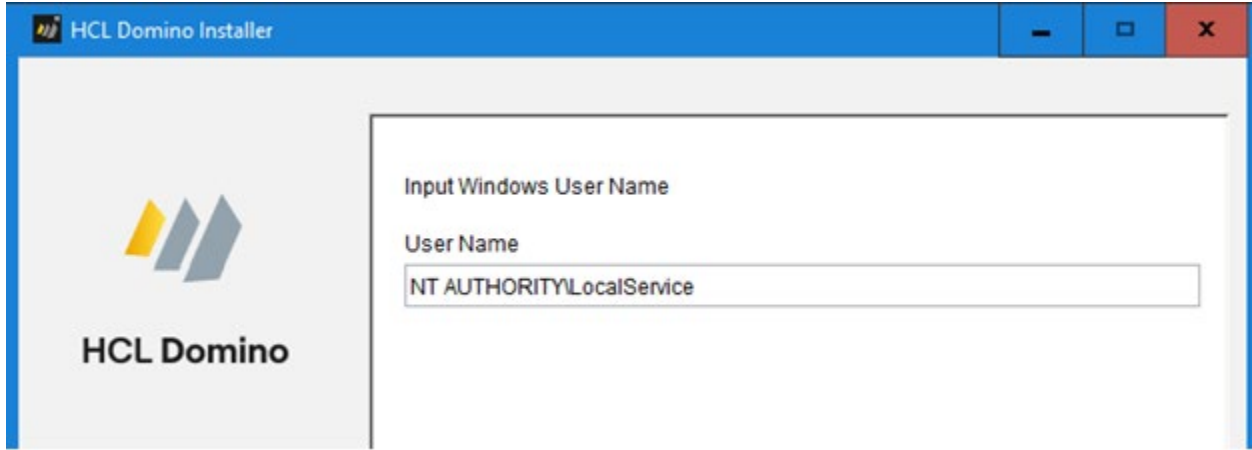 HCL Domino Installer
Input Windows User Name
User Name
NT AUTHORITY\LocalService
HCL Domino